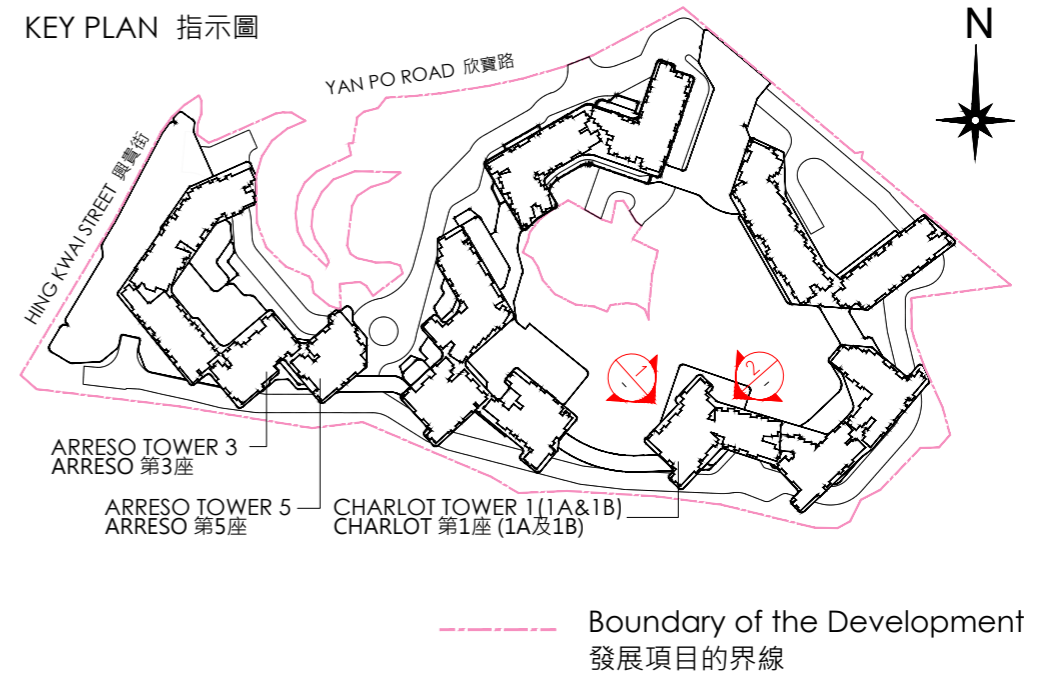 KEY PLAN 指示圖
N
YAN PO ROAD 欣寶路
HING KWAI STREET 興貴街
1
-
2
-
ARRESO TOWER 3
ARRESO 第3座
ARRESO TOWER 5
ARRESO 第5座
CHARLOT TOWER 1(1A&1B)
CHARLOT 第1座 (1A及1B)
Boundary of the Development
發展項目的界線